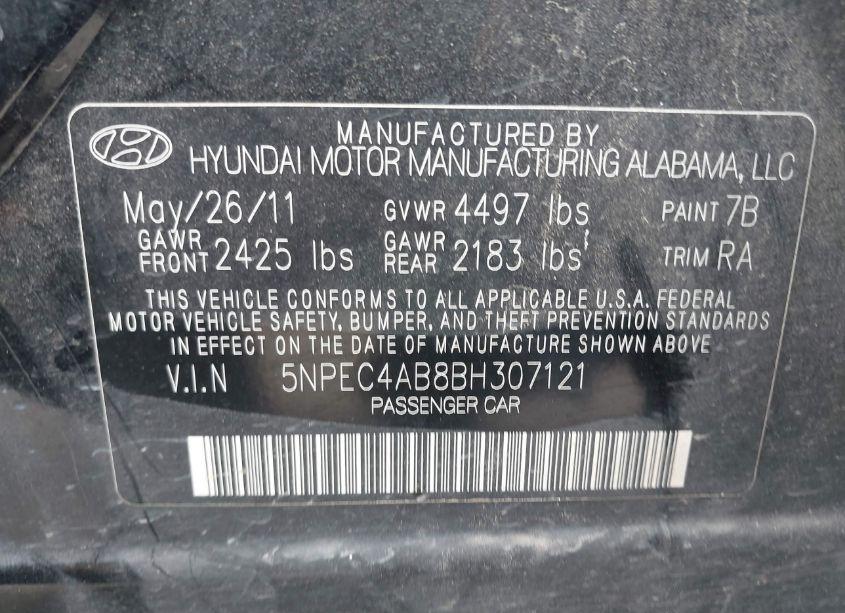 MANUFACTURED BY
HYUNDAI MOTOR MANUFACTURING ALABAMA, LLC
May/26/11 GVWR 4497 lbs PAINT 7B
GAWR FRONT 2425 lbs GAWR REAR 2183 lbs TRIM RA
THIS VEHICLE CONFORMS TO ALL APPLICABLE U.S.A. FEDERAL
MOTOR VEHICLE SAFETY, BUMPER, AND THEFT PREVENTION STANDARDS
IN EFFECT ON THE DATE OF MANUFACTURE SHOWN ABOVE.
V.I.N 5NPEC4AB8BH307121
PASSENGER CAR